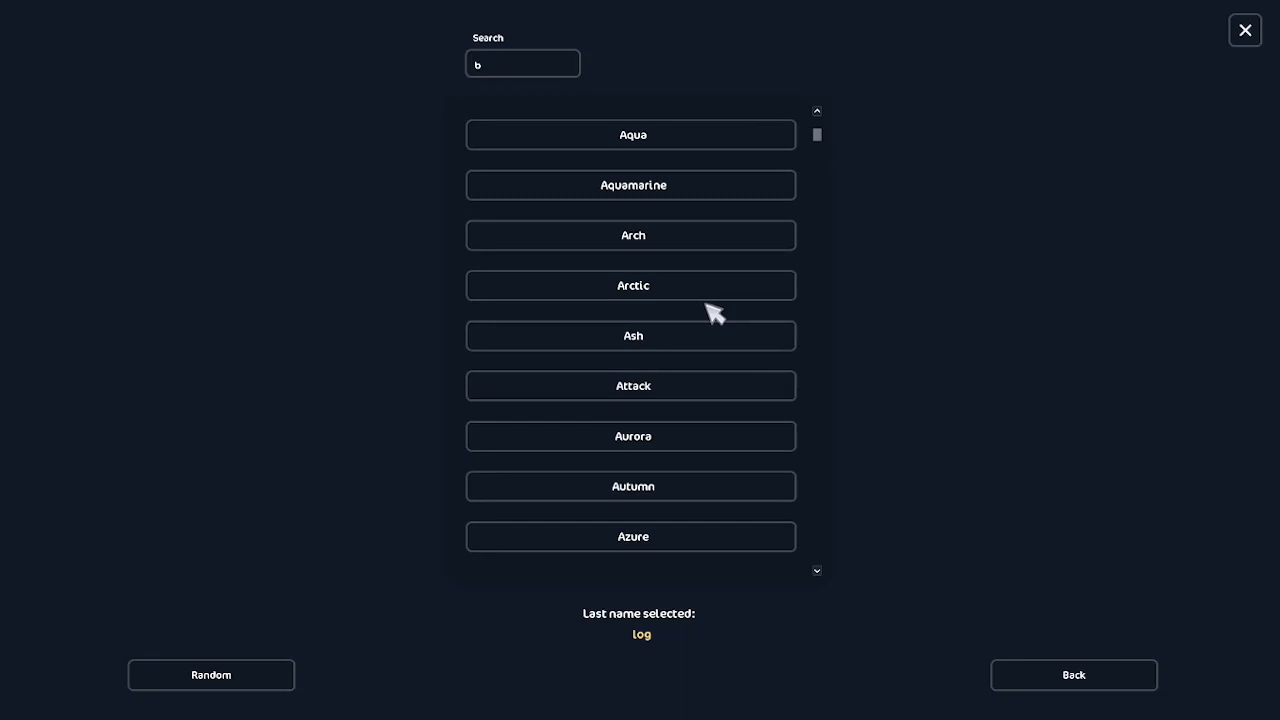 Search
b
Aqua
Aquamarine
Arch
Arctic
Ash
Attack
Aurora
Autumn
Azure
Last name selected:
log
Random
Back